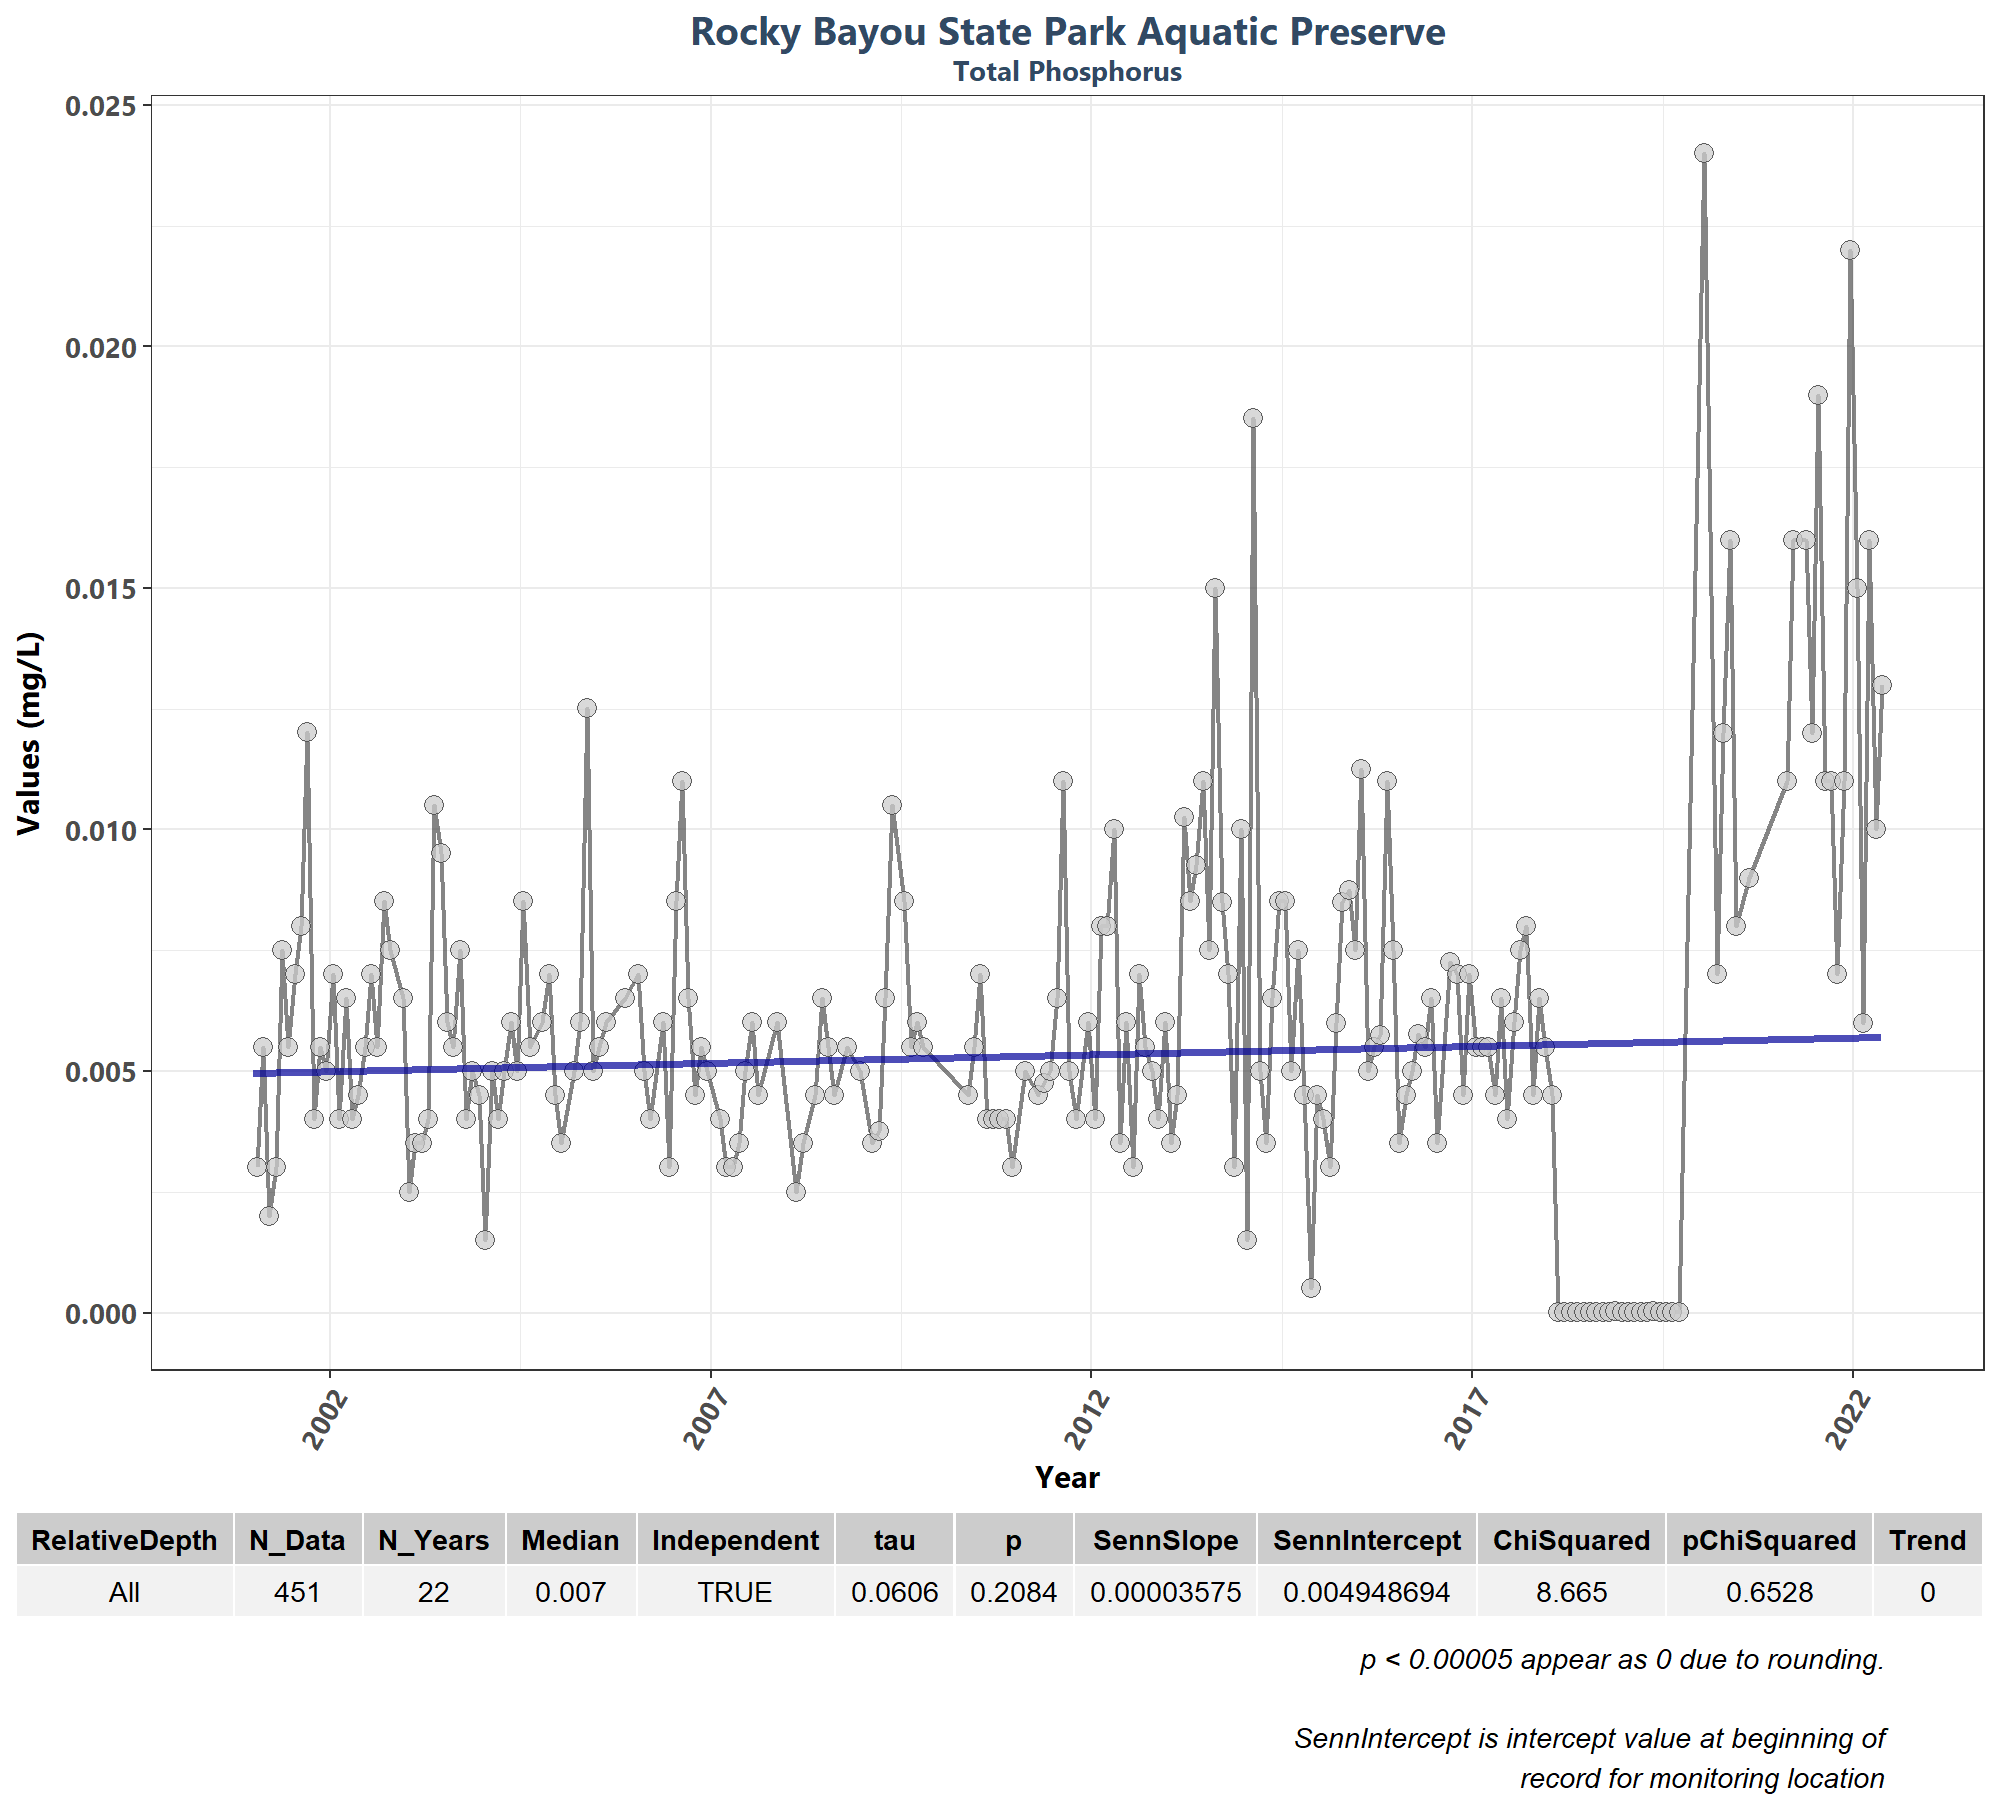 Rocky Bayou State Park Aquatic Preserve
Total Phosphorus
0.025
0.020
0.015
0.010
0.005
0.000
Values (mg/L)
2002 2007 2012 2017 2022
Year
RelativeDepth N_Data N_Years Median Independent tau p SennSlope SennIntercept ChiSquared pChiSquared Trend
All 451 22 0.007 TRUE 0.0606 0.2084 0.00003575 0.004948694 8.665 0.6528 0
p < 0.00005 appear as 0 due to rounding.
SennIntercept is intercept value at beginning of
record for monitoring location